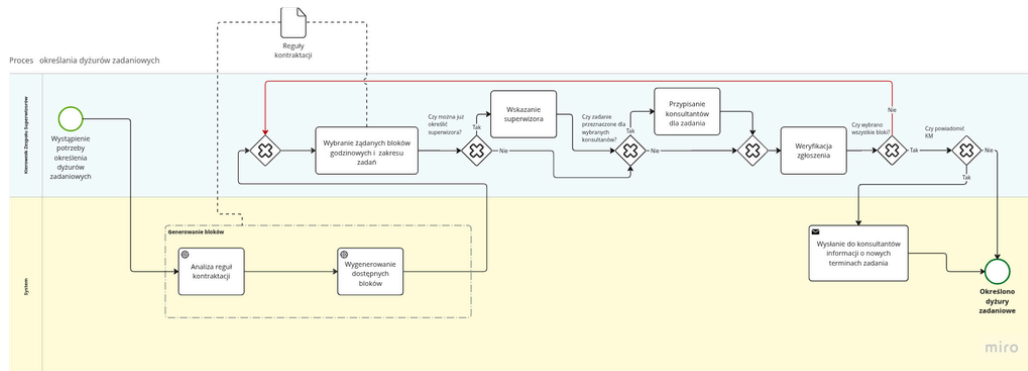 Reguły
kontraktacji
Proces określania dyżurów zadaniowych
Kierownik Zespołu Superwizorów
Wystąpienie
potrzeby
określenia
dyżurów
zadaniowych
Wybranie żądanych bloków
godzinowych i zakresu
zadań
Czy można już
określić
superwizora?
Tak
Nie
Wskazanie
superwizora
Czy zadanie
przeznaczone dla
wybranych
konsultantów?
Tak
Nie
Przypisanie
konsultantów
dla zadania
Weryfikacja
zgłoszenia
Czy wybrano
wszystkie bloki?
Nie
Tak
Czy powiadomić
KM
Nie
Tak
System
Generowanie bloków
Analiza reguł
kontraktacji
Wygenerowanie
dostępnych
bloków
Wysłanie do konsultantów
informacji o nowych
terminach zadania
Określono
dyżury
zadaniowe
miro